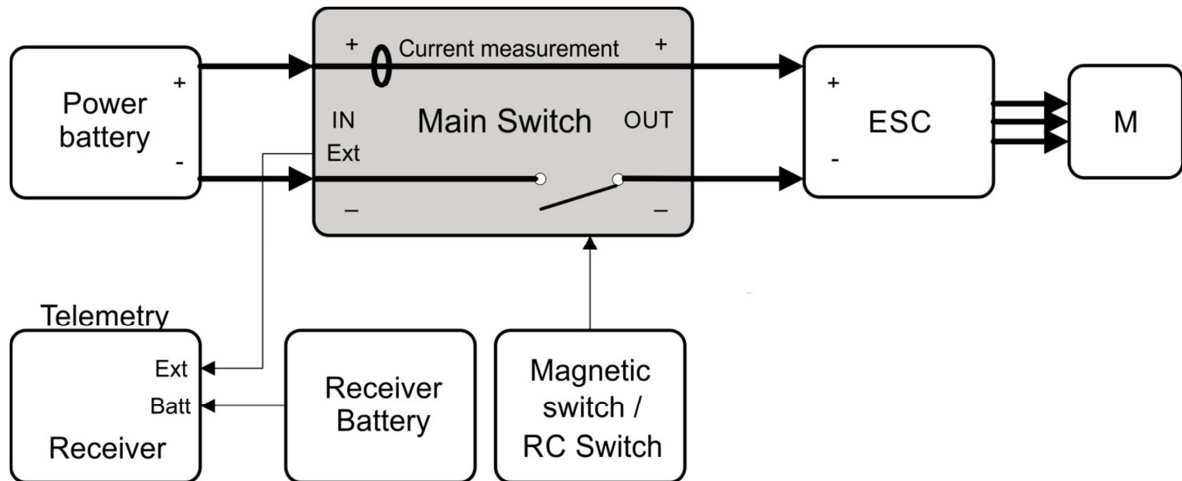 + Current measurement +
Power
battery
+
-
IN Main Switch OUT
Ext
– –
+
ESC
-
M
Telemetry
Ext
Batt
Receiver
Receiver
Battery
Magnetic
switch /
RC Switch